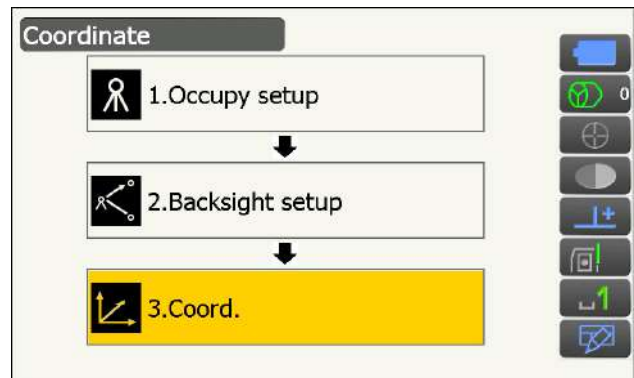 Coordinate
1.Occupy setup
0
2.Backsight setup
3.Coord.
1